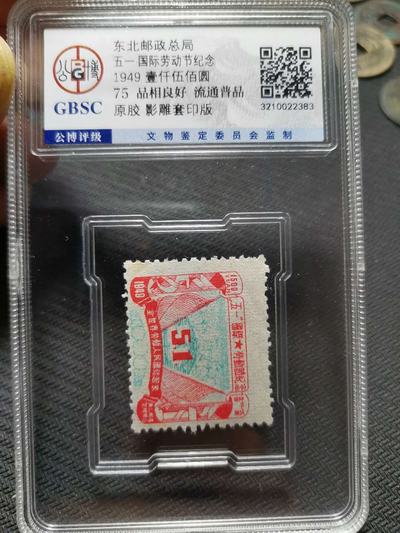 东北邮政总局
五一国际劳动节纪念
1949 壹仟伍佰圆
75 品相良好 流通普品
原胶 影雕套印版
GBSC
3210022383
公博评级
文物鉴定委员会监制
1949
1500
51